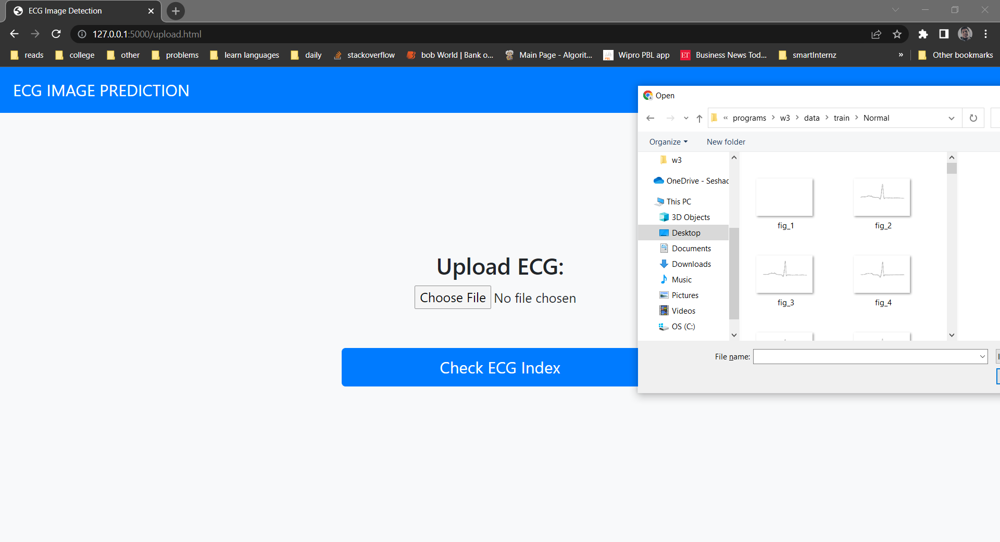 ECG Image Detection
127.0.0.1:5000/upload.html
reads college other problems learn languages daily stackoverflow bob World | Bank o... Main Page - Algorit... Wipro PBL app ET Business News Tod... smartInternz » Other bookmarks
ECG IMAGE PREDICTION
Upload ECG:
Choose File No file chosen
Check ECG Index
Open
« programs > w3 > data > train > Normal
Organize New folder
w3
OneDrive - Seshac
This PC
3D Objects
Desktop
Documents
Downloads
Music
Pictures
Videos
OS (C:)
fig_1 fig_2
fig_3 fig_4
File name: